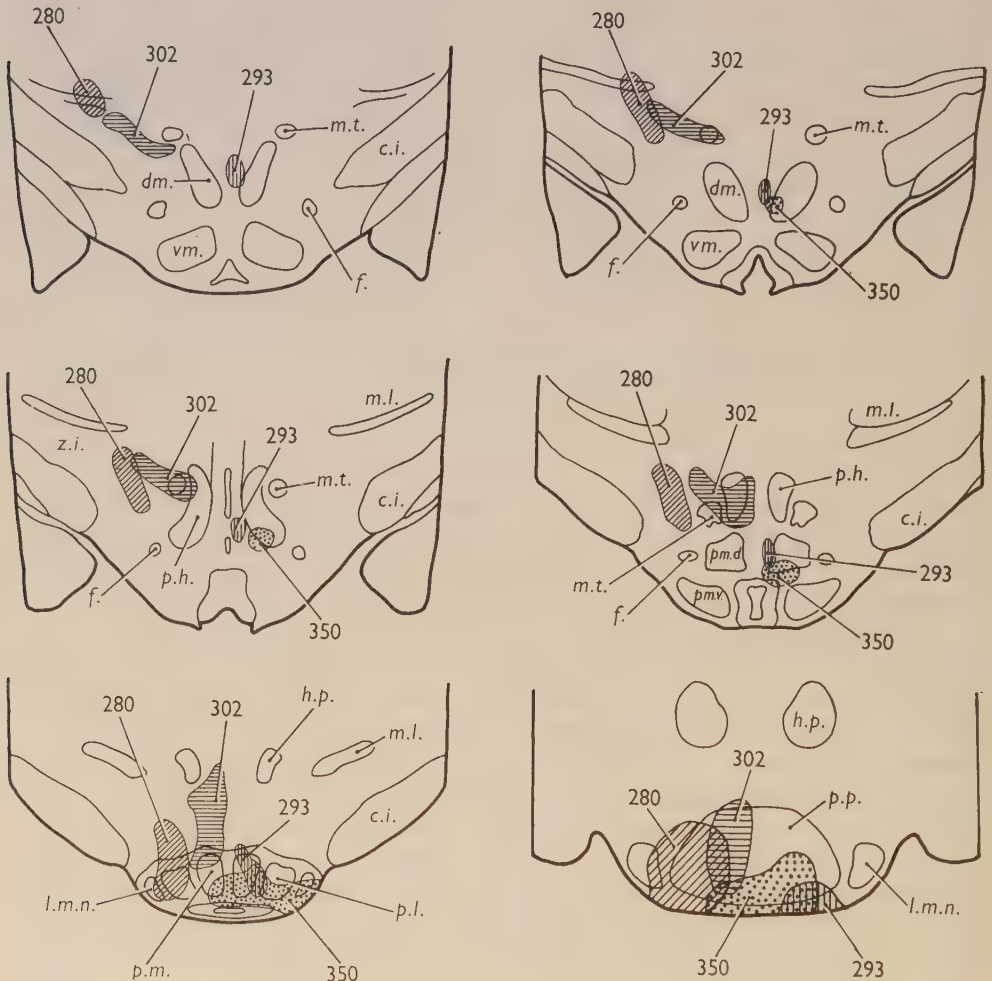 280
302
293
m.t.
c.i.
dm.
vm.
f.
280
302
293
m.t.
dm.
vm.
f.
350
280
302
293
m.l.
z.i.
m.t.
c.i.
f.
p.h.
350
280
302
m.l.
p.h.
c.i.
pm.d
m.t.
293
pm.v.
f.
350
280
302
h.p.
m.l.
293
c.i.
l.m.n.
p.l.
p.m.
350
h.p.
302
280
p.p.
l.m.n.
350
293